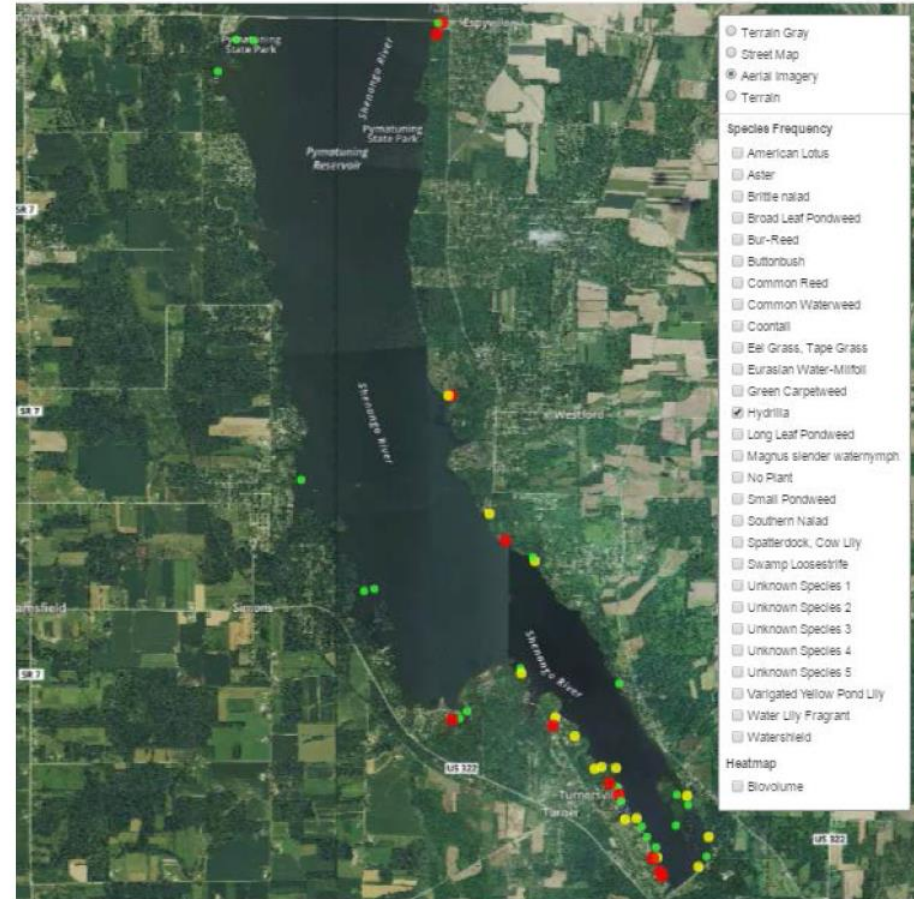 Espyville
Pymatuning
State Park
Shenango River
Pymatuning
State Park
Pymatuning
Reservoir
SR 7
SR 7
Westford
Shenango River
Simons
SR 7
Shenango River
US 322
Turner
US 322
Terrain Gray
Street Map
Aerial Imagery
Terrain
Species Frequency
American Lotus
Aster
Brittle naiad
Broad Leaf Pondweed
Bur-Reed
Buttonbush
Common Reed
Common Waterweed
Coontail
Eel Grass, Tape Grass
Eurasian Water-Milfoil
Green Carpetweed
Hydrilla
Long Leaf Pondweed
Magnus slender waternymph
No Plant
Small Pondweed
Southern Naiad
Spatterdock, Cow Lily
Swamp Loosestrife
Unknown Species 1
Unknown Species 2
Unknown Species 3
Unknown Species 4
Unknown Species 5
Varigated Yellow Pond Lily
Water Lily Fragrant
Watershield
Heatmap
Biovolume